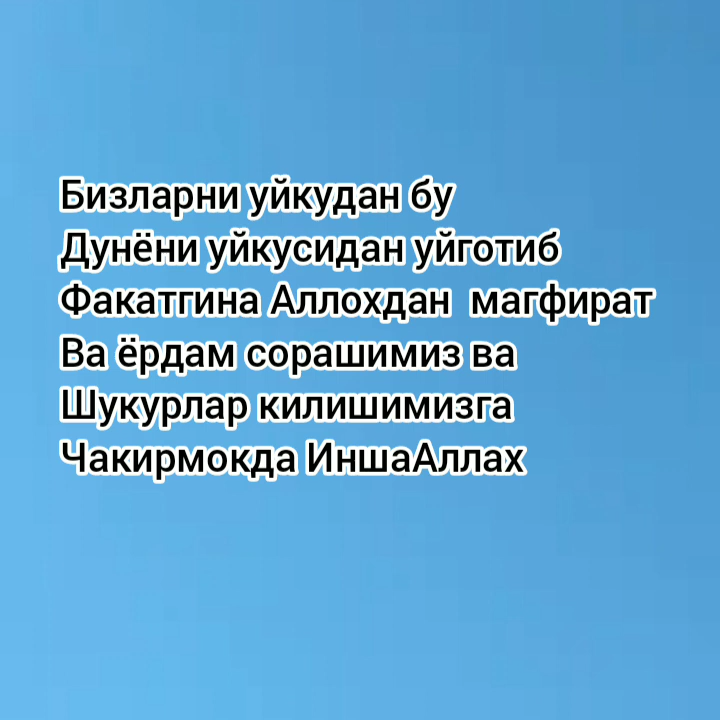 Бизларни уйкудан бу
Дунёни уйкусидан уйготиб
Факатгина Аллохдан магфират
Ва ёрдам сорашимиз ва
Шукурлар килишимизга
Чакирмокда ИншаАллах